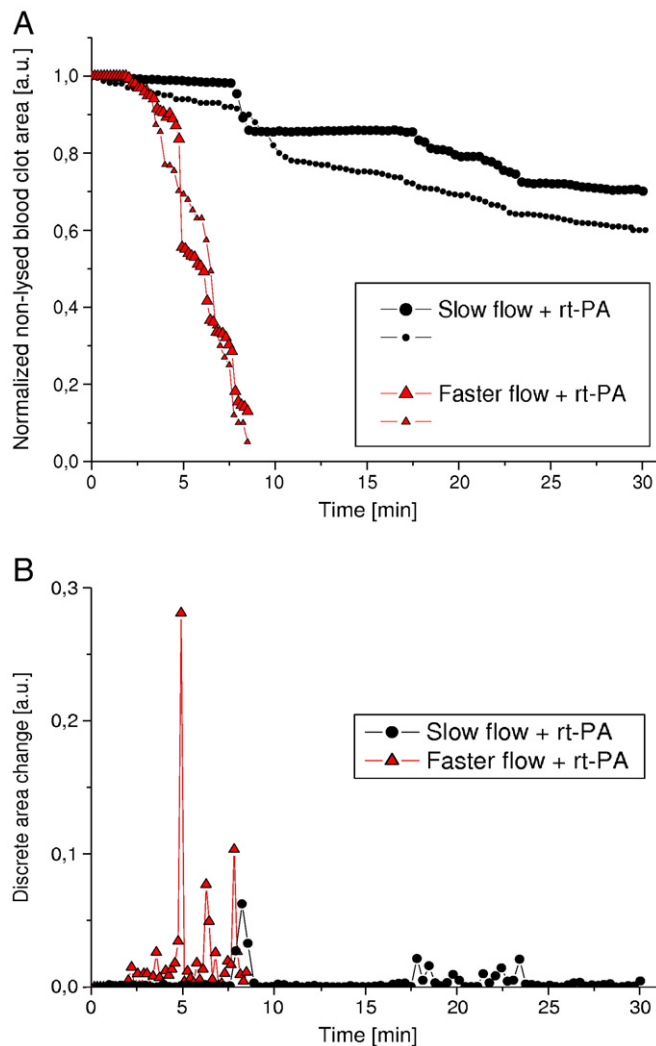 A
Normalized non-lysed blood clot area [a.u.]
1,0
0,8
0,6
0,4
0,2
0,0
Slow flow + rt-PA
Faster flow + rt-PA
0 5 10 15 20 25 30
Time [min]
B
Discrete area change [a.u.]
0,3
0,2
0,1
0,0
Slow flow + rt-PA
Faster flow + rt-PA
0 5 10 15 20 25 30
Time [min]